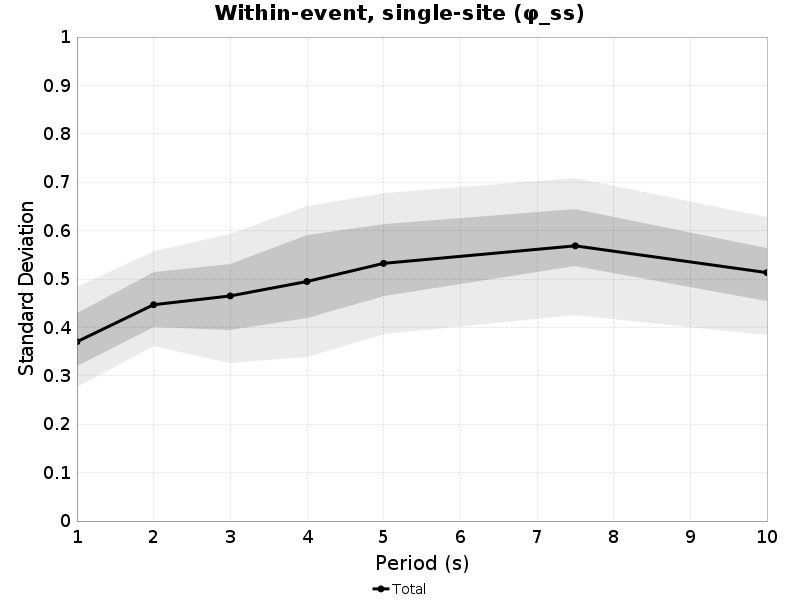 Within-event, single-site (φ_ss)
1
0.9
0.8
0.7
0.6
0.5
0.4
0.3
0.2
0.1
0
Standard Deviation
1 2 3 4 5 6 7 8 9 10
Period (s)
Total